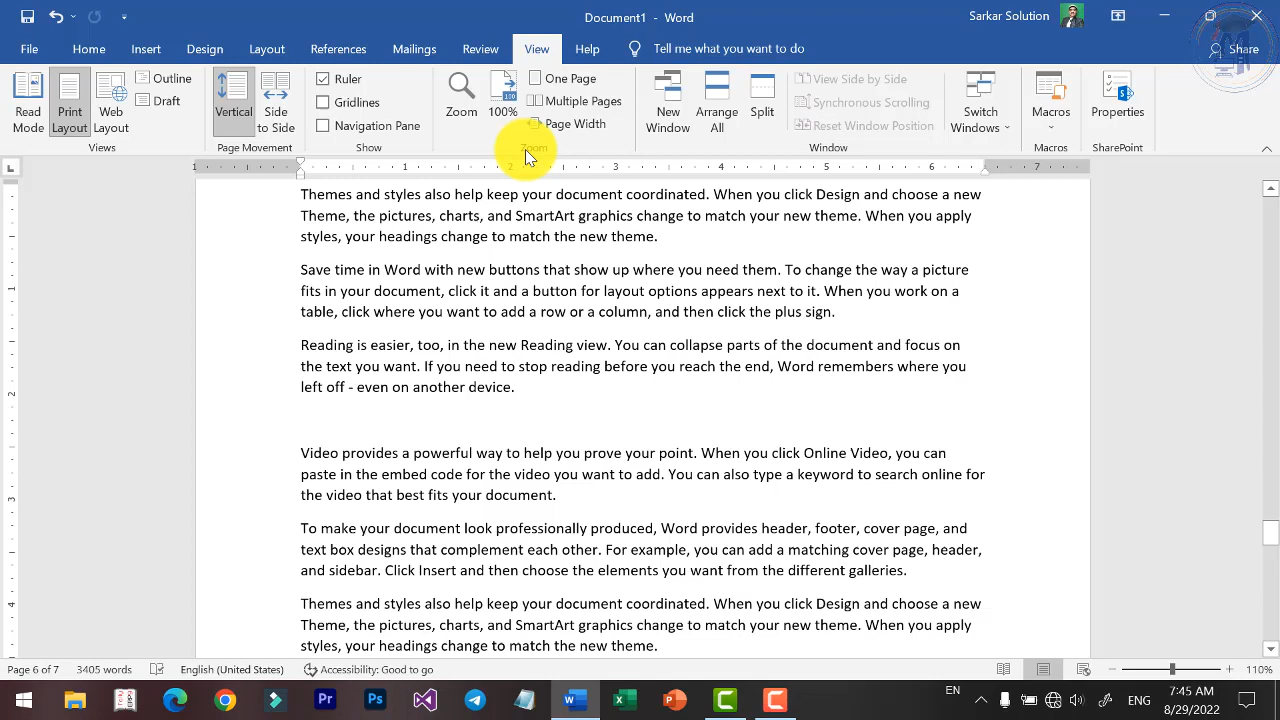 Document1 - Word
Sarkar Solution
File Home Insert Design Layout References Mailings Review View Help Tell me what you want to do Share
Read Mode
Print Layout
Web Layout
Outline
Draft
Views
Vertical
Side to Side
Page Movement
Ruler
Gridlines
Navigation Pane
Show
Zoom
100%
100
One Page
Multiple Pages
Page Width
Zoom
New Window
Arrange All
Split
View Side by Side
Synchronous Scrolling
Reset Window Position
Window
Switch Windows
Macros
Macros
Properties
SharePoint
1 1 2 3 4 5 6 7
Themes and styles also help keep your document coordinated. When you click Design and choose a new
Theme, the pictures, charts, and SmartArt graphics change to match your new theme. When you apply
styles, your headings change to match the new theme.
Save time in Word with new buttons that show up where you need them. To change the way a picture
fits in your document, click it and a button for layout options appears next to it. When you work on a
table, click where you want to add a row or a column, and then click the plus sign.
Reading is easier, too, in the new Reading view. You can collapse parts of the document and focus on
the text you want. If you need to stop reading before you reach the end, Word remembers where you
left off - even on another device.
Video provides a powerful way to help you prove your point. When you click Online Video, you can
paste in the embed code for the video you want to add. You can also type a keyword to search online for
the video that best fits your document.
To make your document look professionally produced, Word provides header, footer, cover page, and
text box designs that complement each other. For example, you can add a matching cover page, header,
and sidebar. Click Insert and then choose the elements you want from the different galleries.
Themes and styles also help keep your document coordinated. When you click Design and choose a new
Theme, the pictures, charts, and SmartArt graphics change to match your new theme. When you apply
styles, your headings change to match the new theme.
1
2
3
4
Page 6 of 7 3405 words English (United States) Accessibility: Good to go 110%
Pr Ps EN ENG 7:45 AM
8/29/2022